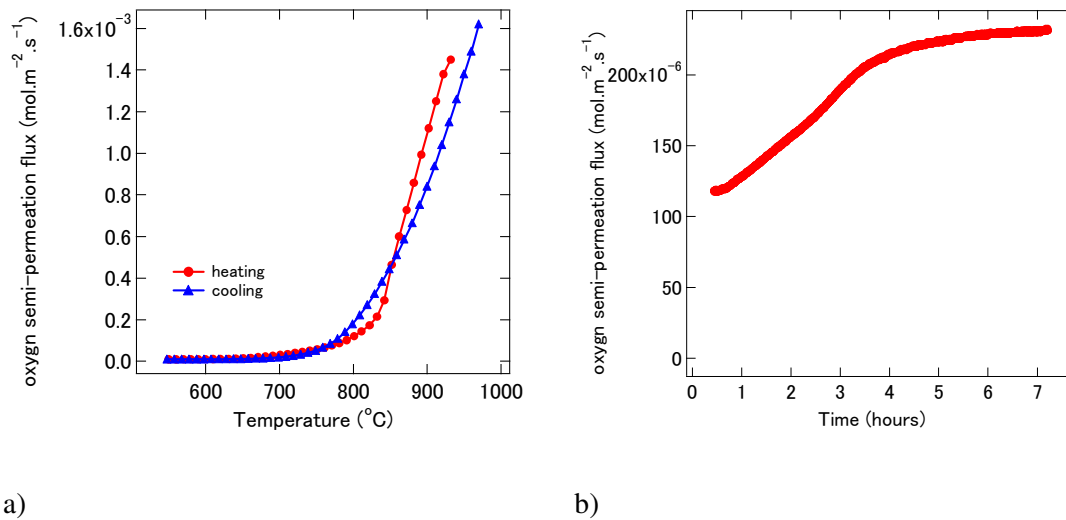 oxygn semi-permeation flux (mol.m⁻².s⁻¹)
1.6x10⁻³
1.4
1.2
1.0
0.8
0.6
0.4
0.2
0.0
heating
cooling
600 700 800 900 1000
Temperature (°C)
oxygn semi-permeation flux (mol.m⁻².s⁻¹)
200x10⁻⁶
150
100
50
0
0 1 2 3 4 5 6 7
Time (hours)
a) b)